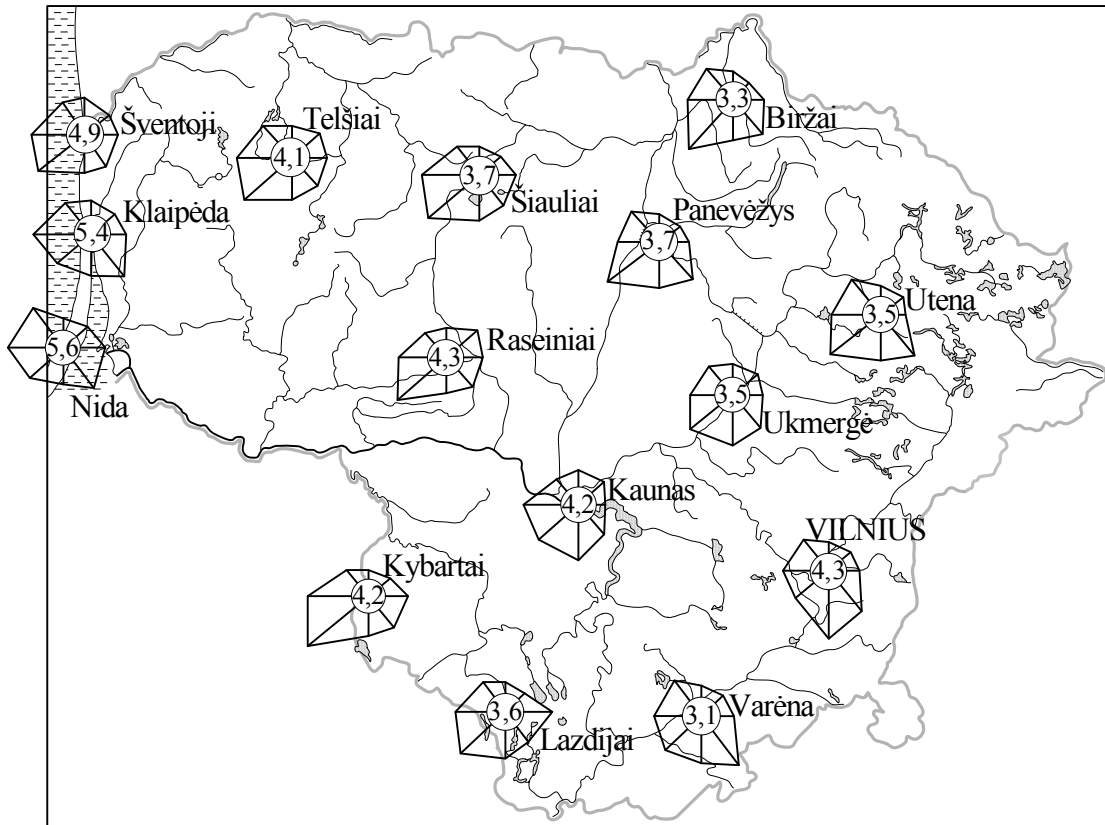 3,3
Biržai
4,9
Šventoji
Telšiai
4,1
3,7
Šiauliai
Klaipėda
5,4
Panevėžys
3,7
Utena
3,5
5,6
Nida
Raseiniai
4,3
3,5
Ukmergė
Kaunas
4,2
VILNIUS
4,3
Kybartai
4,2
3,6
Lazdijai
Varėna
3,1